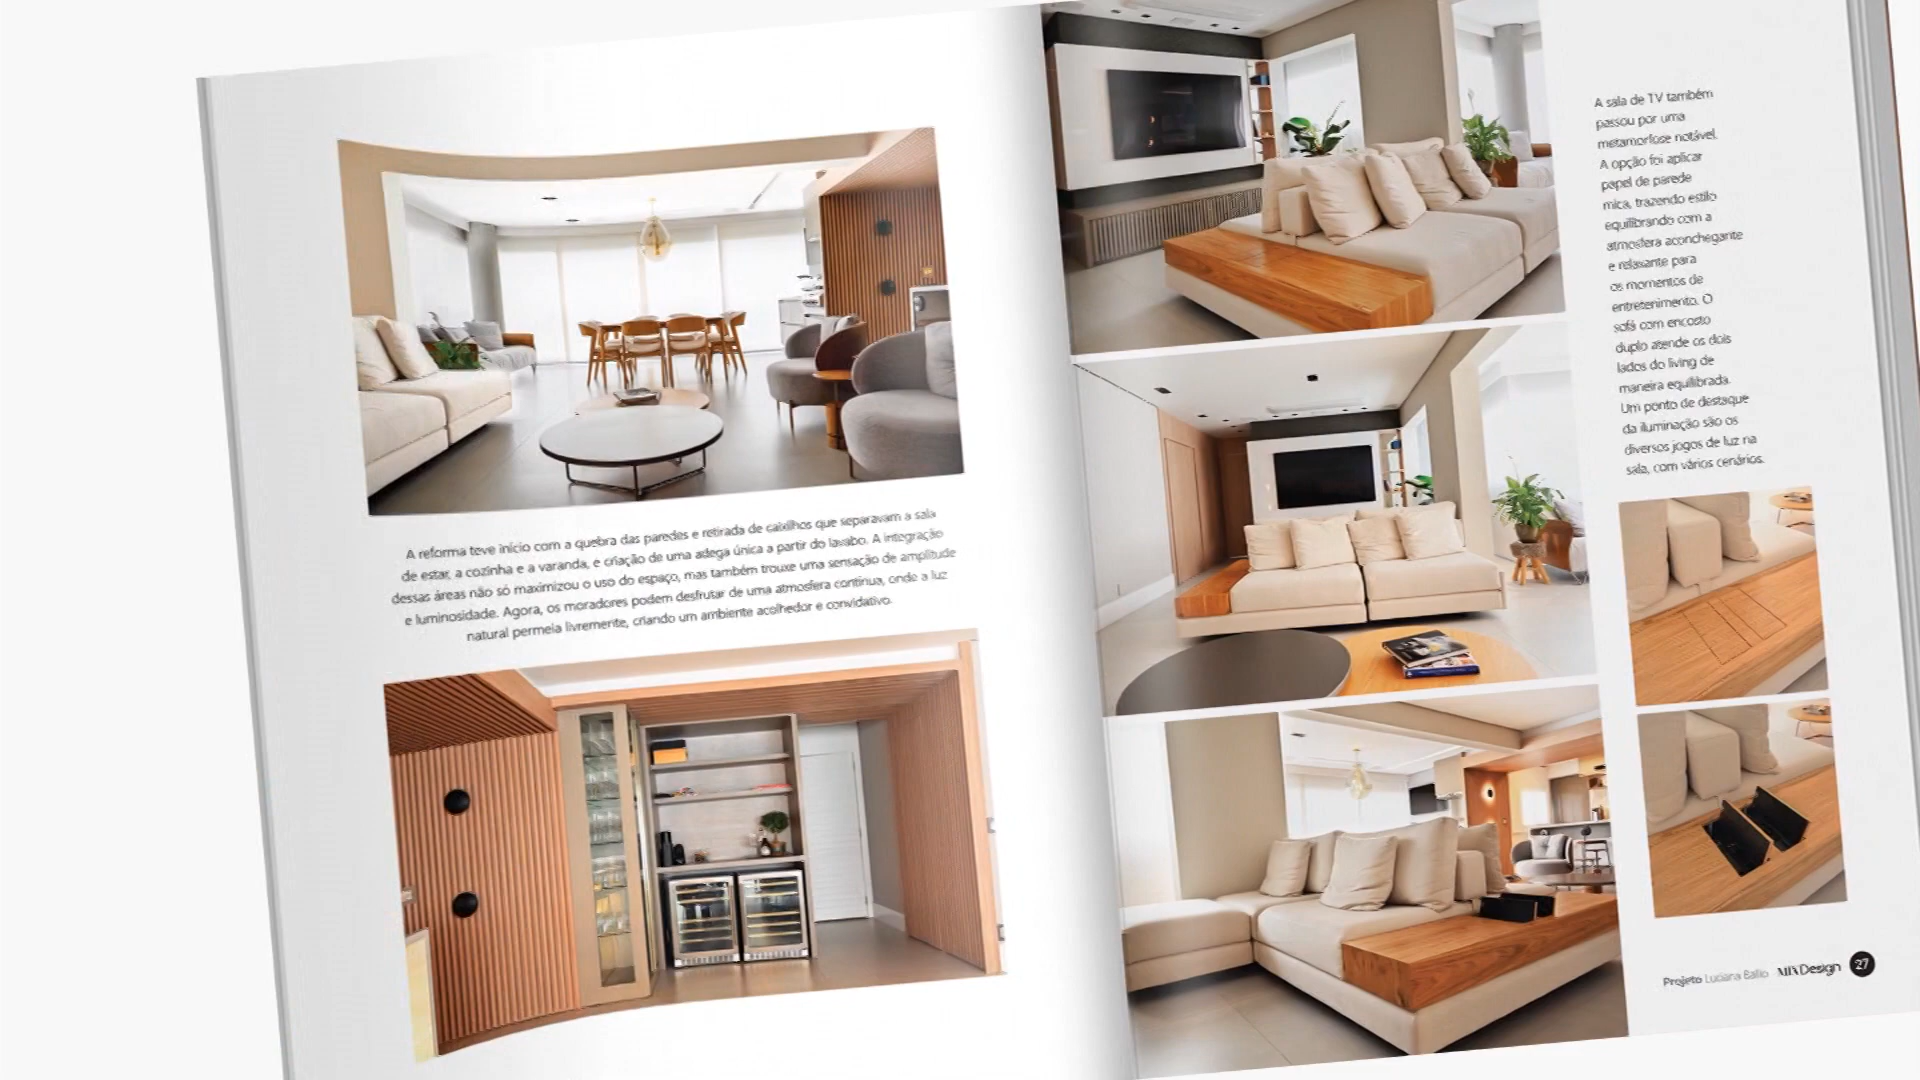 A reforma teve início com a quebra das paredes e retirada de caixilhos que separavam a sala
de estar, a cozinha e a varanda, e criação de uma adega única a partir do lavabo. A integração
dessas áreas não só maximizou o uso do espaço, mas também trouxe uma sensação de amplitude
e luminosidade. Agora, os moradores podem desfrutar de uma atmosfera contínua, onde a luz
natural permeia livremente, criando um ambiente acolhedor e convidativo.
A sala de TV também
passou por uma
metamorfose notável.
A opção foi aplicar
papel de parede
mica, trazendo estilo
equilibrando com a
atmosfera aconchegante
e relaxante para
os momentos de
entretenimento. O
sofá com encosto
duplo atende os dois
lados do living de
maneira equilibrada.
Um ponto de destaque
da iluminação são os
diversos jogos de luz na
sala, com vários cenários.
Projeto Luciana Ballio MIXDesign 27